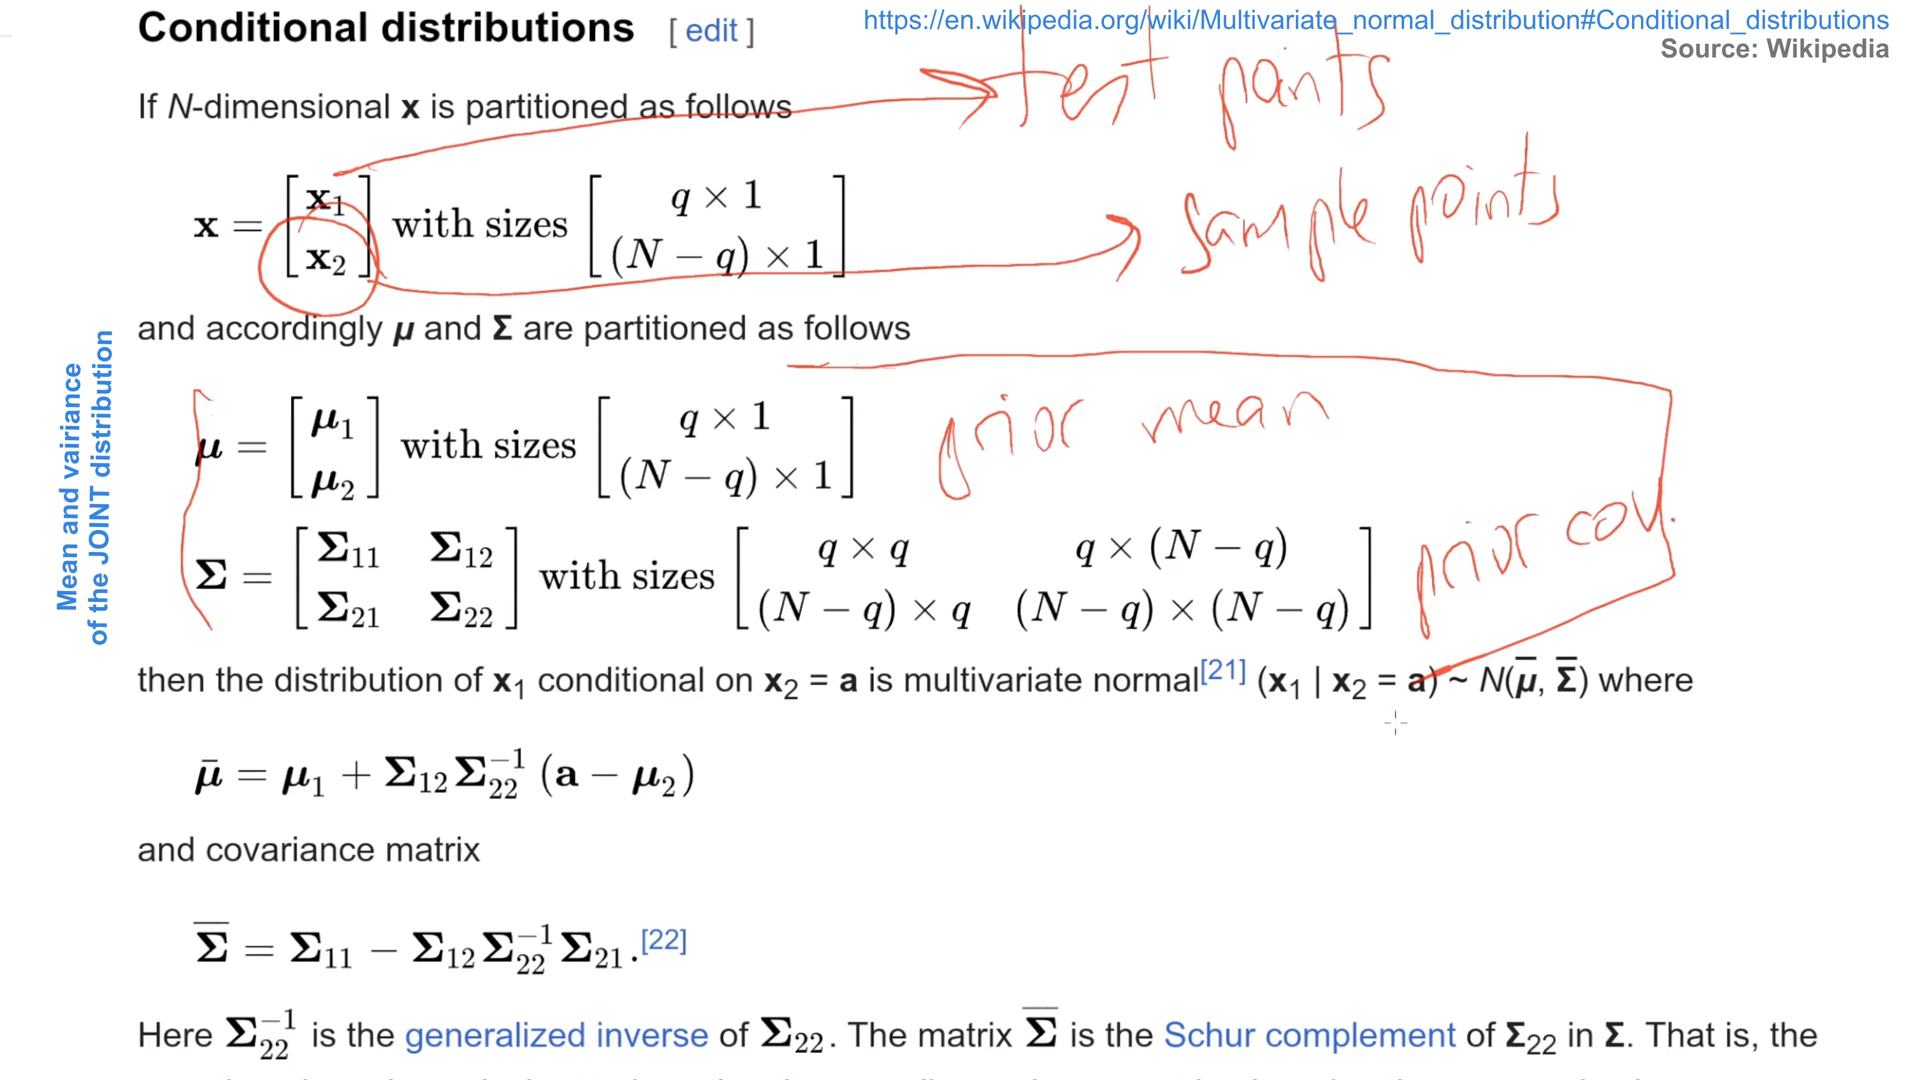 Conditional distributions [ edit ]
https://en.wikipedia.org/wiki/Multivariate_normal_distribution#Conditional_distributions
Source: Wikipedia
If N-dimensional x is partitioned as follows
test points
x = [x₁ x₂] with sizes [q × 1 (N − q) × 1]
sample points
and accordingly μ and Σ are partitioned as follows
Mean and vairiance
of the JOINT distribution
μ = [μ₁ μ₂] with sizes [q × 1 (N − q) × 1]
prior mean
Σ = [Σ₁₁ Σ₁₂ Σ₂₁ Σ₂₂] with sizes [q × q q × (N − q) (N − q) × q (N − q) × (N − q)]
prior cov.
then the distribution of x₁ conditional on x₂ = a is multivariate normal[21] (x₁ | x₂ = a) ~ N(μ̅, Σ̅) where
μ̄ = μ₁ + Σ₁₂Σ₂₂⁻¹ (a − μ₂)
and covariance matrix
Σ̅ = Σ₁₁ − Σ₁₂Σ₂₂⁻¹Σ₂₁.[22]
Here Σ₂₂⁻¹ is the generalized inverse of Σ₂₂. The matrix Σ̅ is the Schur complement of Σ₂₂ in Σ. That is, the